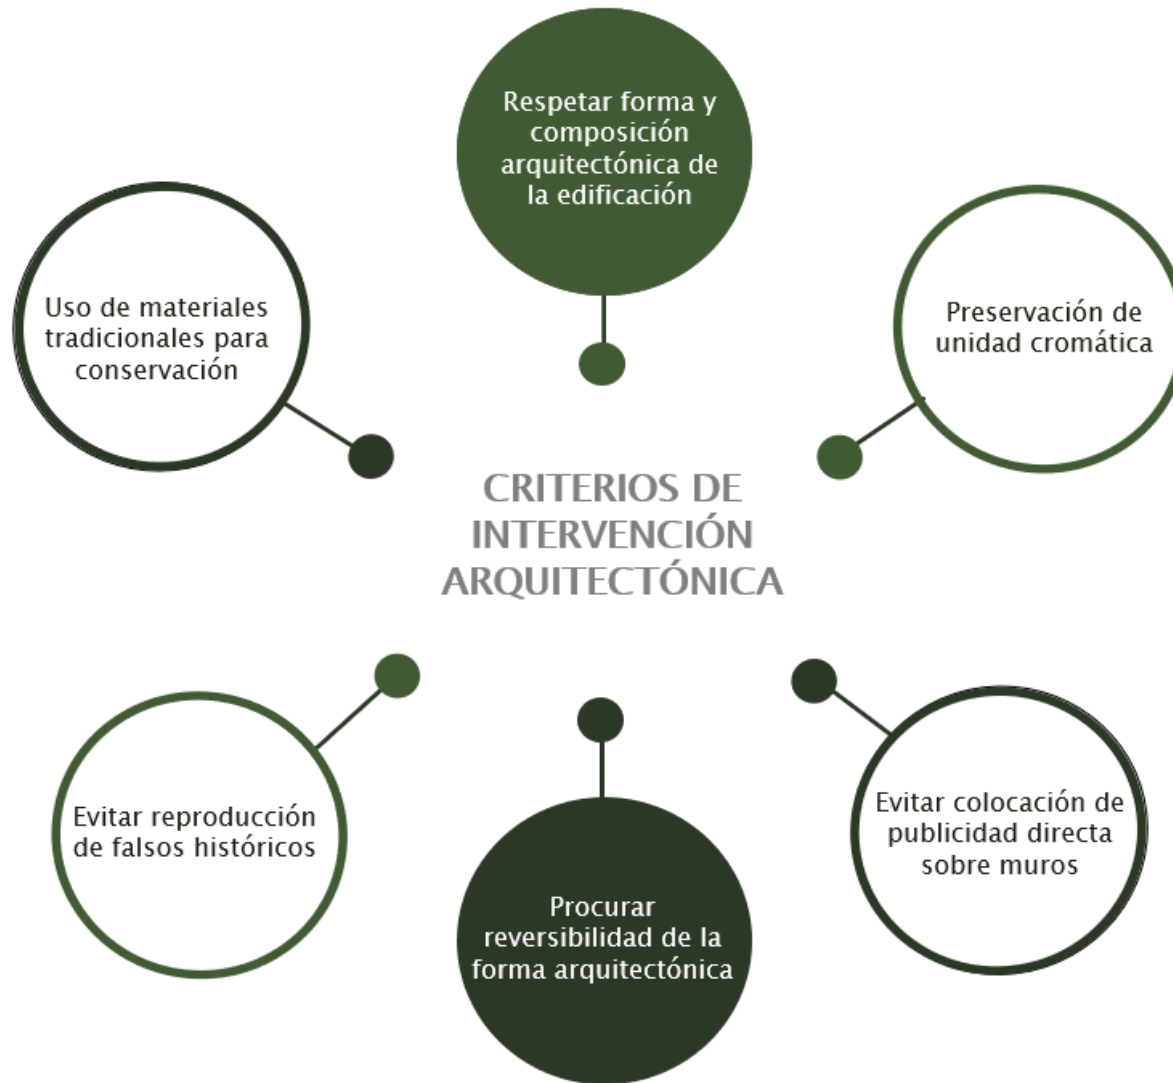 Respetar forma y
composición
arquitectónica de
la edificación
Uso de materiales
tradicionales para
conservación
Preservación de
unidad cromática
CRITERIOS DE
INTERVENCIÓN
ARQUITECTÓNICA
Evitar reproducción
de falsos históricos
Procurar
reversibilidad de la
forma arquitectónica
Evitar colocación de
publicidad directa
sobre muros